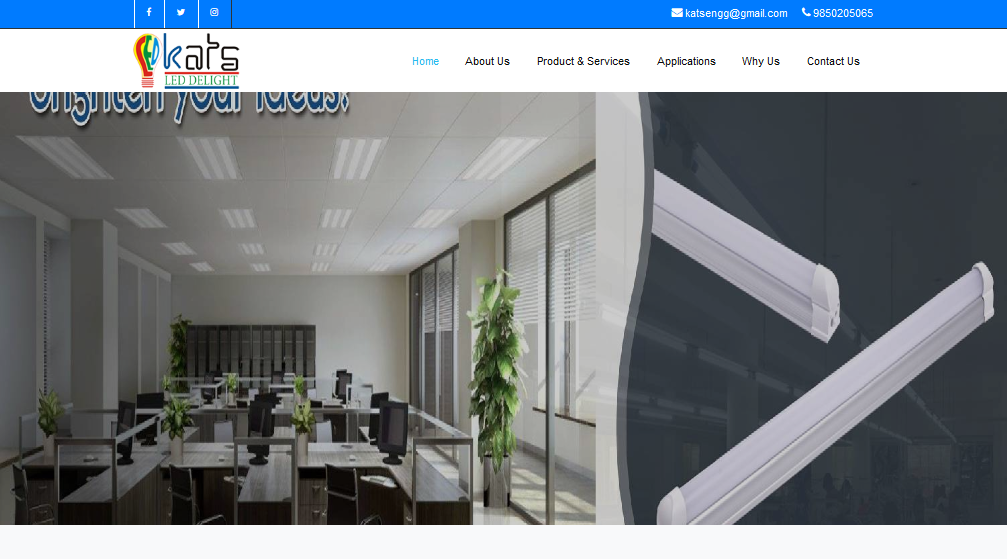 katsengg@gmail.com 9850205065
Kats
LED DELIGHT
Home About Us Product & Services Applications Why Us Contact Us
Brighten your ideas!